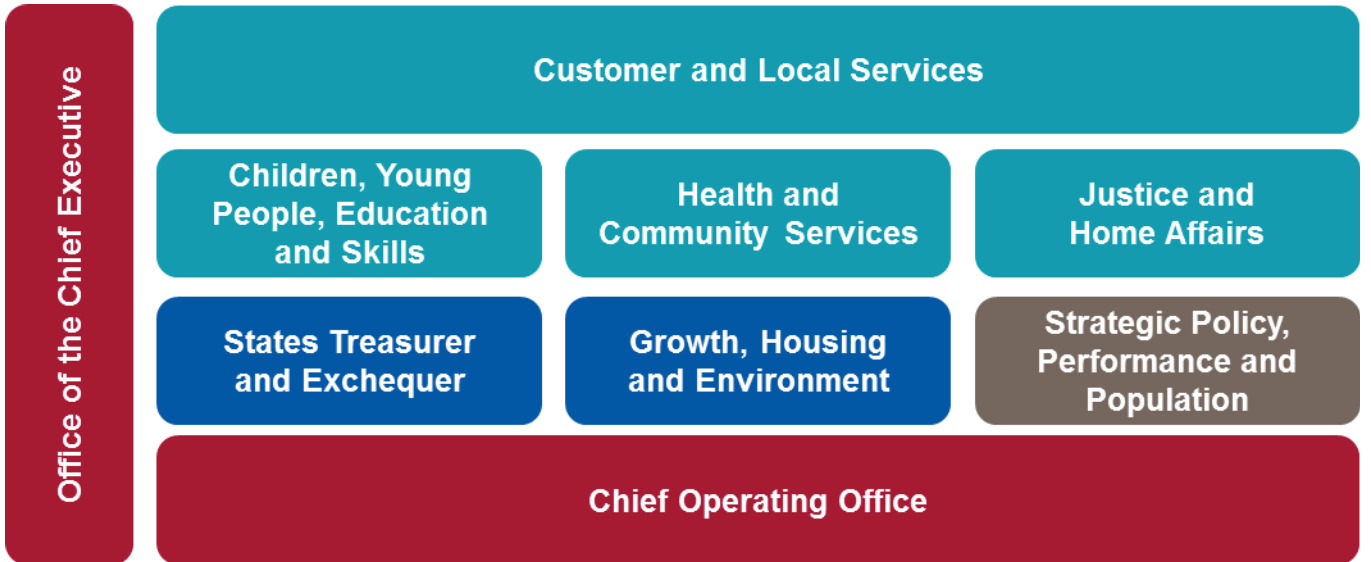 Office of the Chief Executive
Customer and Local Services
Children, Young
People, Education
and Skills
Health and
Community Services
Justice and
Home Affairs
States Treasurer
and Exchequer
Growth, Housing
and Environment
Strategic Policy,
Performance and
Population
Chief Operating Office